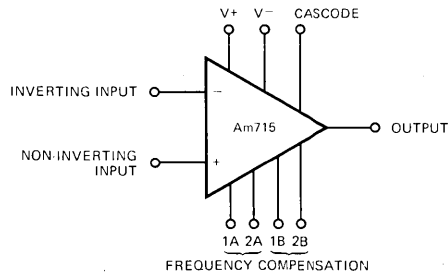 V+ V− CASCODE
INVERTING INPUT
−
Am715
OUTPUT
NON-INVERTING
INPUT
+
1A 2A 1B 2B
FREQUENCY COMPENSATION